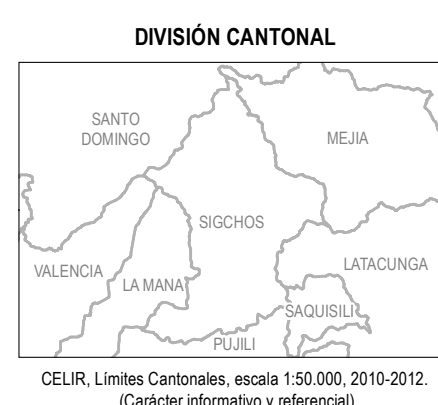 DIVISIÓN CANTONAL
SANTO
DOMINGO
MEJIA
SIGCHOS
VALENCIA
LA MANA
LATACUNGA
SAQUISILI
PUJILI
CELIR, Límites Cantonales, escala 1:50.000, 2010-2012.
(Carácter informativo y referencial)